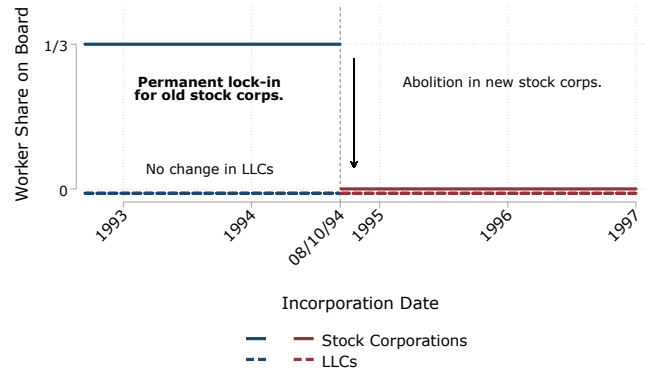 Worker Share on Board
1/3
0
Permanent lock-in
for old stock corps.
Abolition in new stock corps.
No change in LLCs
1993
1994
08/10/94
1995
1996
1997
Incorporation Date
Stock Corporations
LLCs